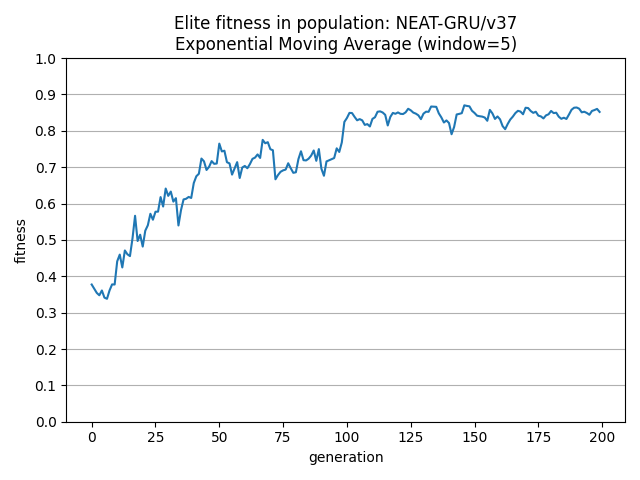 Elite fitness in population: NEAT-GRU/v37
Exponential Moving Average (window=5)
1.0
0.9
0.8
0.7
0.6
0.5
0.4
0.3
0.2
0.1
0.0
fitness
0 25 50 75 100 125 150 175 200
generation